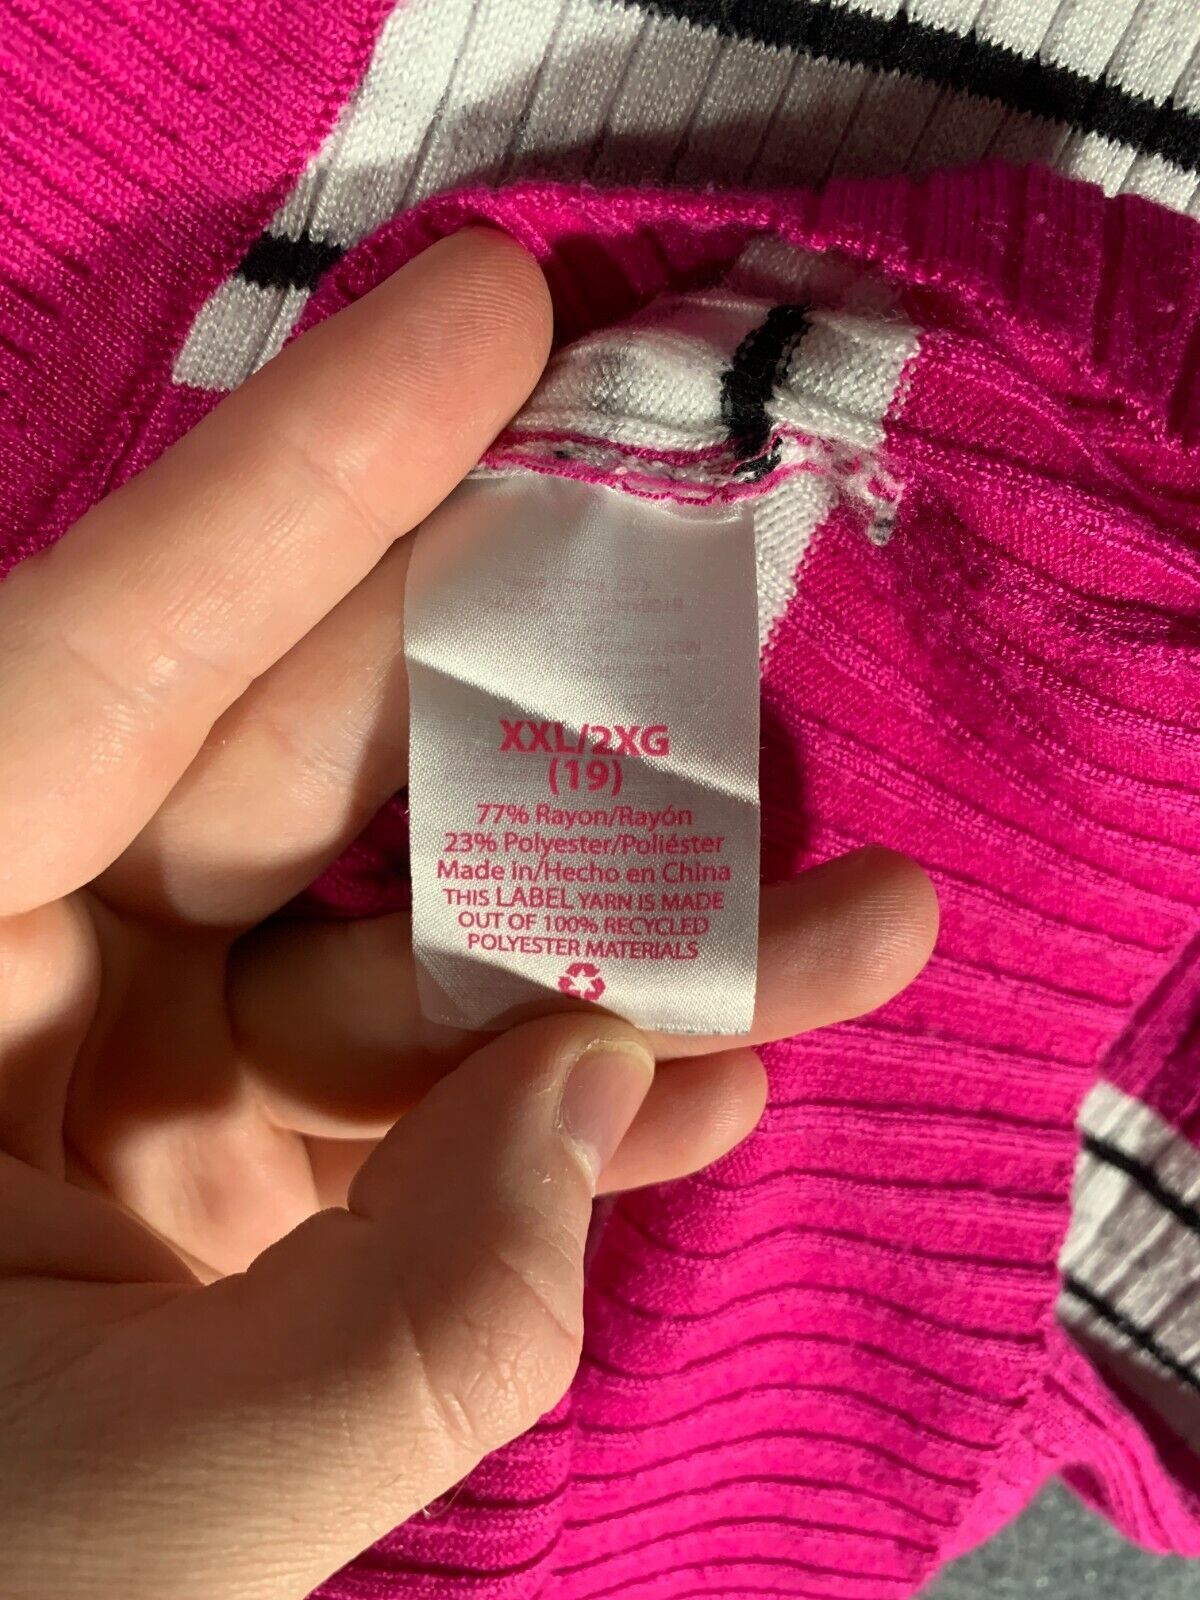 XXL/2XG
(19)
77% Rayon/Rayón
23% Polyester/Poliéster
Made in/Hecho en China
THIS LABEL YARN IS MADE
OUT OF 100% RECYCLED
POLYESTER MATERIALS